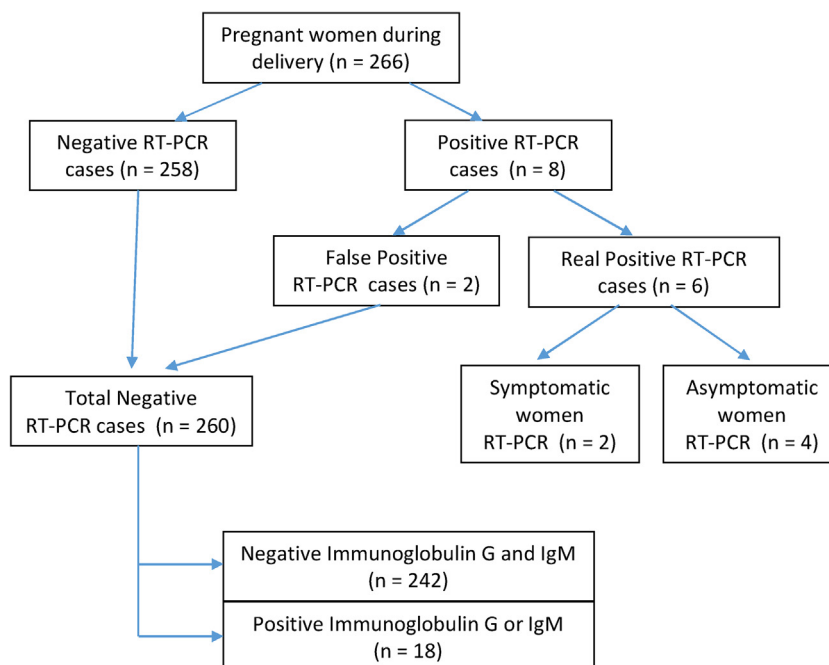 Pregnant women during
delivery (n = 266)
Negative RT-PCR
cases (n = 258)
Positive RT-PCR
cases (n = 8)
False Positive
RT-PCR cases (n = 2)
Real Positive RT-PCR
cases (n = 6)
Total Negative
RT-PCR cases (n = 260)
Symptomatic
women
RT-PCR (n = 2)
Asymptomatic
women
RT-PCR (n = 4)
Negative Immunoglobulin G and IgM
(n = 242)
Positive Immunoglobulin G or IgM
(n = 18)